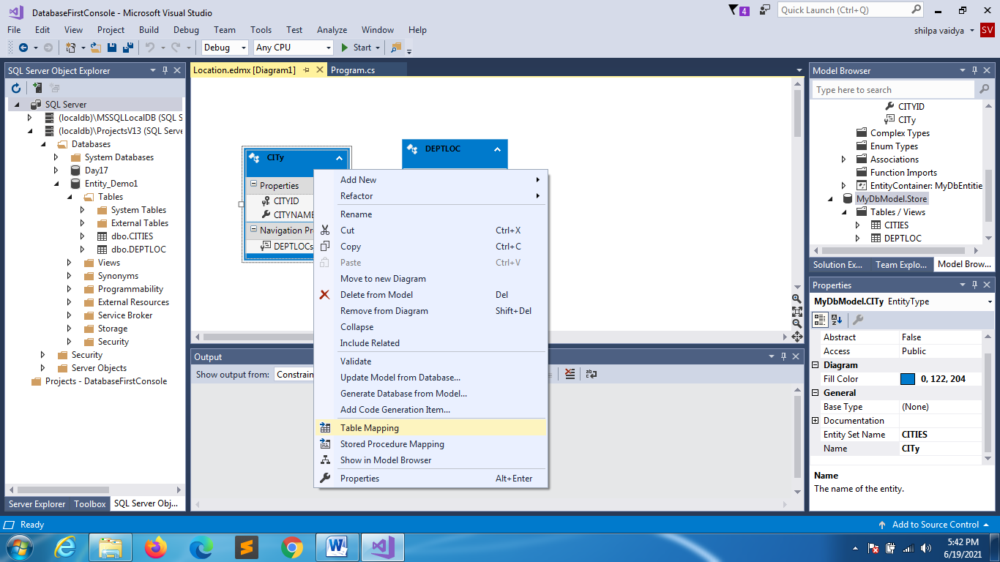 DatabaseFirstConsole - Microsoft Visual Studio
4
Quick Launch (Ctrl+Q)
File Edit View Project Build Debug Team Tools Test Analyze Window Help
shilpa vaidya
SV
Debug
Any CPU
Start
SQL Server Object Explorer
SQL Server
(localdb)\MSSQLLocalDB (SQL S
(localdb)\ProjectsV13 (SQL Serve
Databases
System Databases
Day17
Entity_Demo1
Tables
System Tables
External Tables
dbo.CITIES
dbo.DEPTLOC
Views
Synonyms
Programmability
External Resources
Service Broker
Storage
Security
Security
Server Objects
Projects - DatabaseFirstConsole
Server Explorer Toolbox SQL Server Obj...
Location.edmx [Diagram1]
Program.cs
CITy
Properties
CITYID
CITYNAME
Navigation Pr
DEPTLOCs
DEPTLOC
Add New
Refactor
Rename
Cut Ctrl+X
Copy Ctrl+C
Paste Ctrl+V
Move to new Diagram
Delete from Model Del
Remove from Diagram Shift+Del
Collapse
Include Related
Validate
Update Model from Database...
Generate Database from Model...
Add Code Generation Item...
Table Mapping
Stored Procedure Mapping
Show in Model Browser
Properties Alt+Enter
Output
Show output from: Constrain
Model Browser
Type here to search
CITYID
CITy
Complex Types
Enum Types
Associations
Function Imports
EntityContainer: MyDbEntitie
MyDbModel.Store
Tables / Views
CITIES
DEPTLOC
Solution Ex... Team Explo... Model Brow...
Properties
MyDbModel.CITy EntityType
Abstract False
Access Public
Diagram
Fill Color 0, 122, 204
General
Base Type (None)
Documentation
Entity Set Name CITIES
Name CITy
Name
The name of the entity.
Ready
Add to Source Control
5:42 PM
6/19/2021